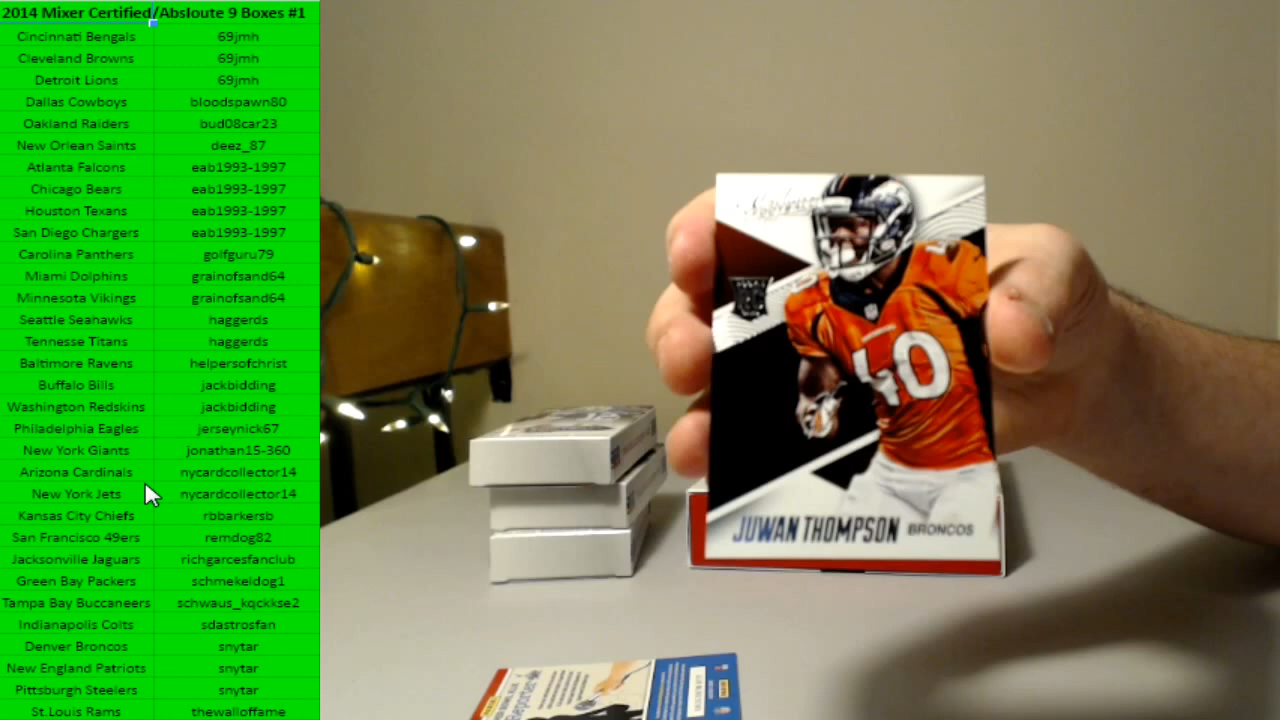 2014 Mixer Certified/Absloute 9 Boxes #1
Cincinnati Bengals 69jmh
Cleveland Browns 69jmh
Detroit Lions 69jmh
Dallas Cowboys bloodspawn80
Oakland Raiders bud08car23
New Orlean Saints deez_87
Atlanta Falcons eab1993-1997
Chicago Bears eab1993-1997
Houston Texans eab1993-1997
San Diego Chargers eab1993-1997
Carolina Panthers golfguru79
Miami Dolphins grainofsand64
Minnesota Vikings grainofsand64
Seattle Seahawks haggerds
Tennesse Titans haggerds
Baltimore Ravens helpersofchrist
Buffalo Bills jackbidding
Washington Redskins jackbidding
Philadelphia Eagles jerseynick67
New York Giants jonathan15-360
Arizona Cardinals nycardcollector14
New York Jets nycardcollector14
Kansas City Chiefs rbbarkersb
San Francisco 49ers remdog82
Jacksonville Jaguars richgarcesfanclub
Green Bay Packers schmekeldog1
Tampa Bay Buccaneers schwaus_kqckkse2
Indianapolis Colts sdastrosfan
Denver Broncos snytar
New England Patriots snytar
Pittsburgh Steelers snytar
St Louis Rams thewalloffame
Absolute
RC
40
40
JUWAN THOMPSON BRONCOS